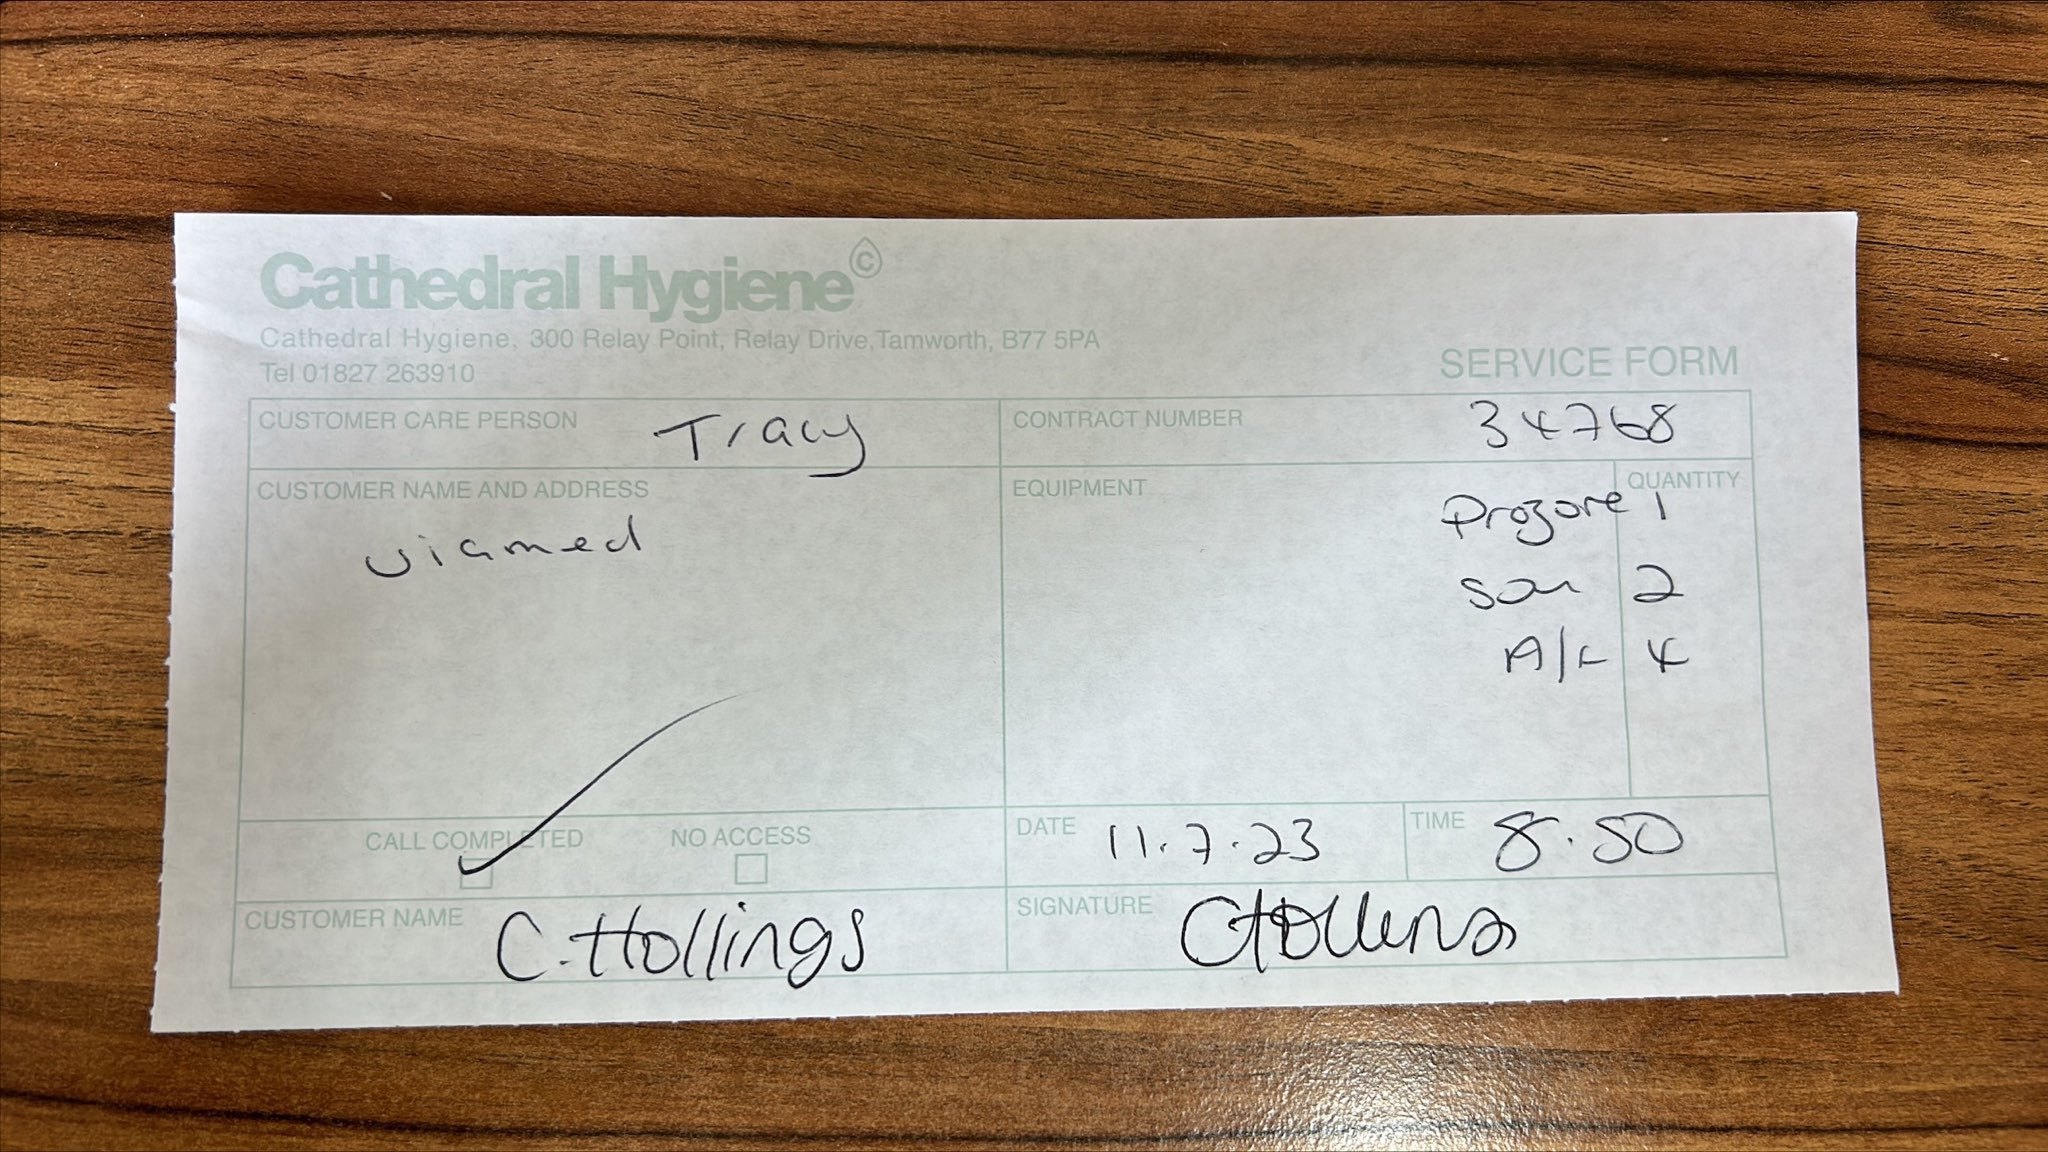 Cathedral Hygiene ©
Cathedral Hygiene, 300 Relay Point, Relay Drive, Tamworth, B77 5PA
Tel 01827 263910
SERVICE FORM
CUSTOMER CARE PERSON Tracy
CONTRACT NUMBER 34768
CUSTOMER NAME AND ADDRESS
viamed
EQUIPMENT QUANTITY
Prozone 1
2
A/C 4
CALL COMPLETED NO ACCESS
DATE 11.7.23
TIME 8.50
CUSTOMER NAME C. Hollings
SIGNATURE